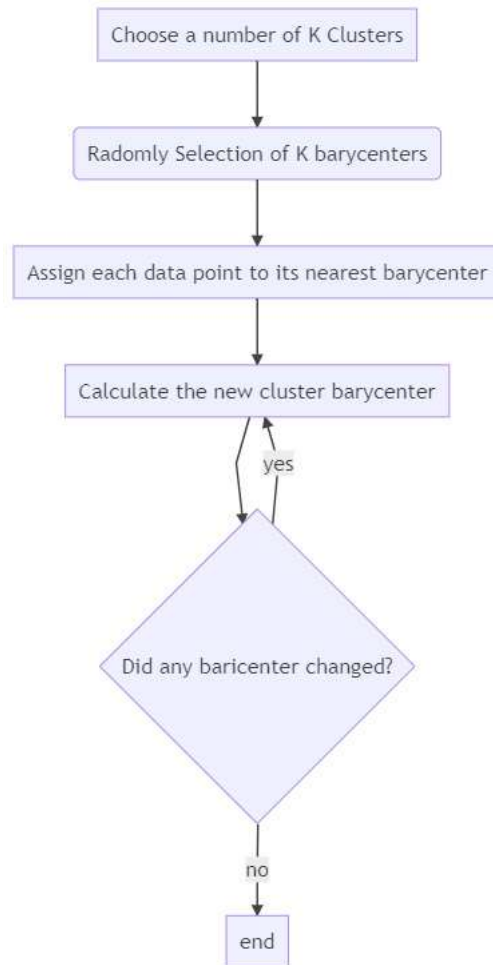 Choose a number of K Clusters
Radomly Selection of K barycenters
Assign each data point to its nearest barycenter
Calculate the new cluster barycenter
yes
Did any baricenter changed?
no
end